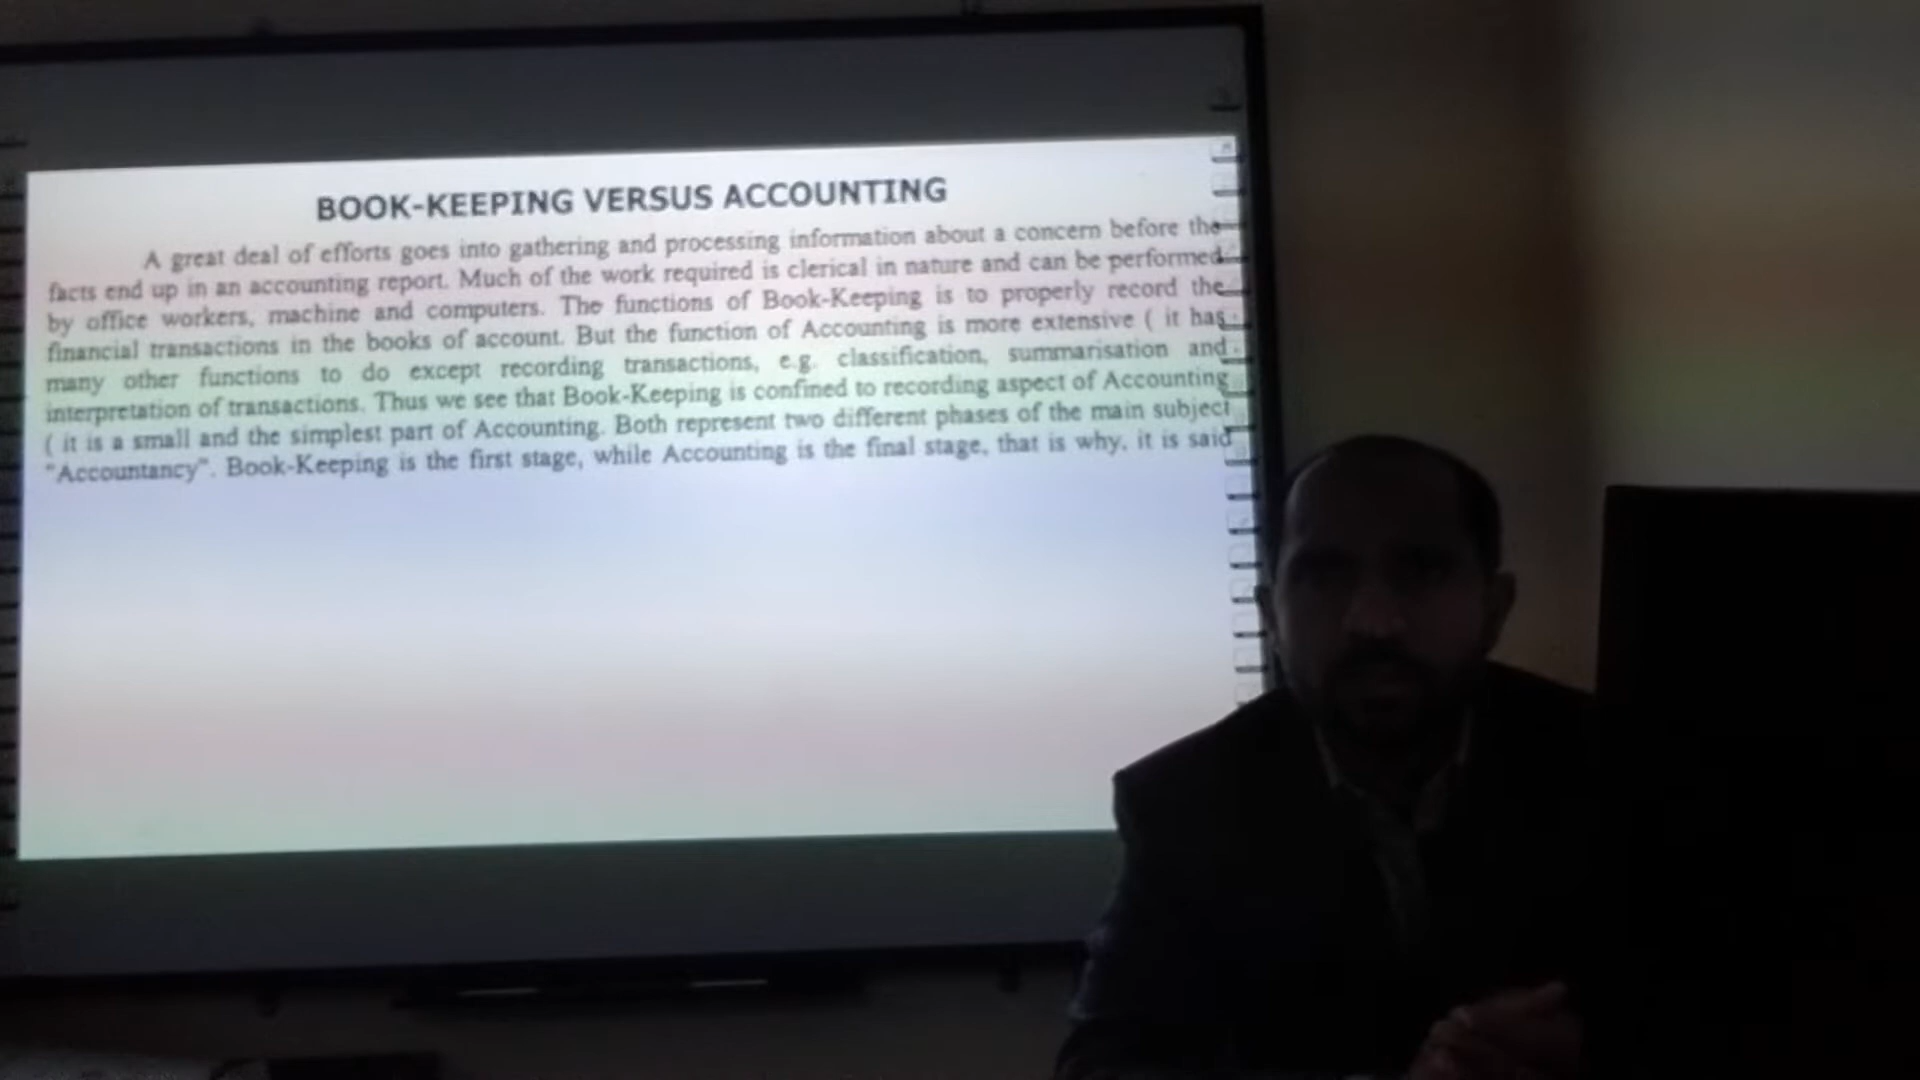 BOOK-KEEPING VERSUS ACCOUNTING
A great deal of efforts goes into gathering and processing information about a concern before the
facts end up in an accounting report. Much of the work required is clerical in nature and can be performed
by office workers, machine and computers. The functions of Book-Keeping is to properly record the
financial transactions in the books of account. But the function of Accounting is more extensive ( it has
many other functions to do except recording transactions, e.g. classification, summarisation and
interpretation of transactions. Thus we see that Book-Keeping is confined to recording aspect of Accounting
( it is a small and the simplest part of Accounting. Both represent two different phases of the main subject
"Accountancy". Book-Keeping is the first stage, while Accounting is the final stage, that is why, it is said